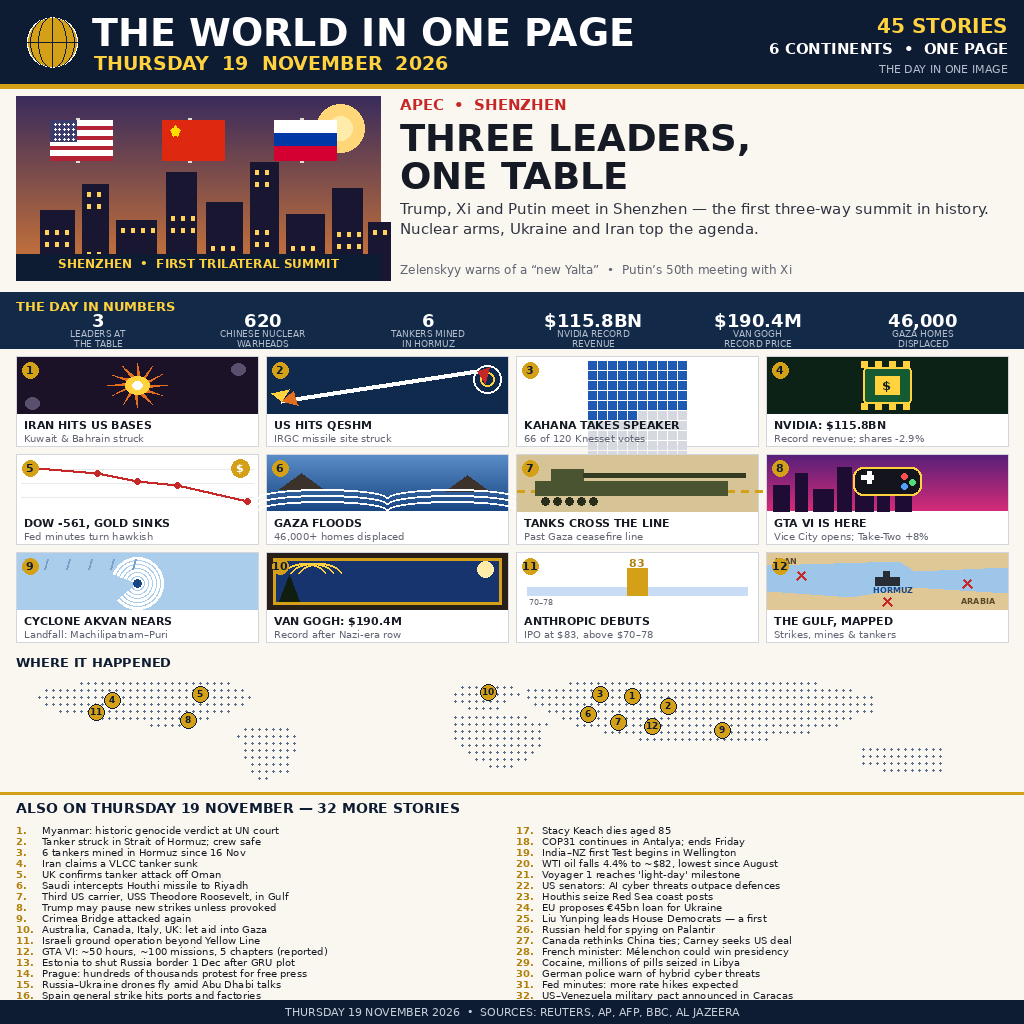 THE WORLD IN ONE PAGE
THURSDAY 19 NOVEMBER 2026
45 STORIES
6 CONTINENTS • ONE PAGE
THE DAY IN ONE IMAGE
SHENZHEN • FIRST TRILATERAL SUMMIT
APEC • SHENZHEN
THREE LEADERS,
ONE TABLE
Trump, Xi and Putin meet in Shenzhen — the first three-way summit in history.
Nuclear arms, Ukraine and Iran top the agenda.
Zelenskyy warns of a “new Yalta” • Putin’s 50th meeting with Xi
THE DAY IN NUMBERS
3
LEADERS AT
THE TABLE
620
CHINESE NUCLEAR
WARHEADS
6
TANKERS MINED
IN HORMUZ
$115.8BN
NVIDIA RECORD
REVENUE
$190.4M
VAN GOGH
RECORD PRICE
46,000
GAZA HOMES
DISPLACED
1
IRAN HITS US BASES
Kuwait & Bahrain struck
2
US HITS QESHM
IRGC missile site struck
3
KAHANA TAKES SPEAKER
66 of 120 Knesset votes
4
$
NVIDIA: $115.8BN
Record revenue; shares -2.9%
5
$
DOW -561, GOLD SINKS
Fed minutes turn hawkish
6
GAZA FLOODS
46,000+ homes displaced
7
TANKS CROSS THE LINE
Past Gaza ceasefire line
8
GTA VI IS HERE
Vice City opens; Take-Two +8%
9
CYCLONE AKVAN NEARS
Landfall: Machilipatnam–Puri
10
VAN GOGH: $190.4M
Record after Nazi-era row
11
83
70–78
ANTHROPIC DEBUTS
IPO at $83, above $70–78
12
HORMUZ
ARABIA
THE GULF, MAPPED
Strikes, mines & tankers
WHERE IT HAPPENED
4
5
11
8
10
3
1
2
6
7
12
9
ALSO ON THURSDAY 19 NOVEMBER — 32 MORE STORIES
1. Myanmar: historic genocide verdict at UN court
2. Tanker struck in Strait of Hormuz; crew safe
3. 6 tankers mined in Hormuz since 16 Nov
4. Iran claims a VLCC tanker sunk
5. UK confirms tanker attack off Oman
6. Saudi intercepts Houthi missile to Riyadh
7. Third US carrier, USS Theodore Roosevelt, in Gulf
8. Trump may pause new strikes unless provoked
9. Crimea Bridge attacked again
10. Australia, Canada, Italy, UK: let aid into Gaza
11. Israeli ground operation beyond Yellow Line
12. GTA VI: ~50 hours, ~100 missions, 5 chapters (reported)
13. Estonia to shut Russia border 1 Dec after GRU plot
14. Prague: hundreds of thousands protest for free press
15. Russia–Ukraine drones fly amid Abu Dhabi talks
16. Spain general strike hits ports and factories
17. Stacy Keach dies aged 85
18. COP31 continues in Antalya; ends Friday
19. India–NZ first Test begins in Wellington
20. WTI oil falls 4.4% to ~$82, lowest since August
21. Voyager 1 reaches 'light-day' milestone
22. US senators: AI cyber threats outpace defences
23. Houthis seize Red Sea coast posts
24. EU proposes €45bn loan for Ukraine
25. Liu Yunping leads House Democrats — a first
26. Russian held for spying on Palantir
27. Canada rethinks China ties; Carney seeks US deal
28. French minister: Mélenchon could win presidency
29. Cocaine, millions of pills seized in Libya
30. German police warn of hybrid cyber threats
31. Fed minutes: more rate hikes expected
32. US–Venezuela military pact announced in Caracas
THURSDAY 19 NOVEMBER 2026 • SOURCES: REUTERS, AP, AFP, BBC, AL JAZEERA